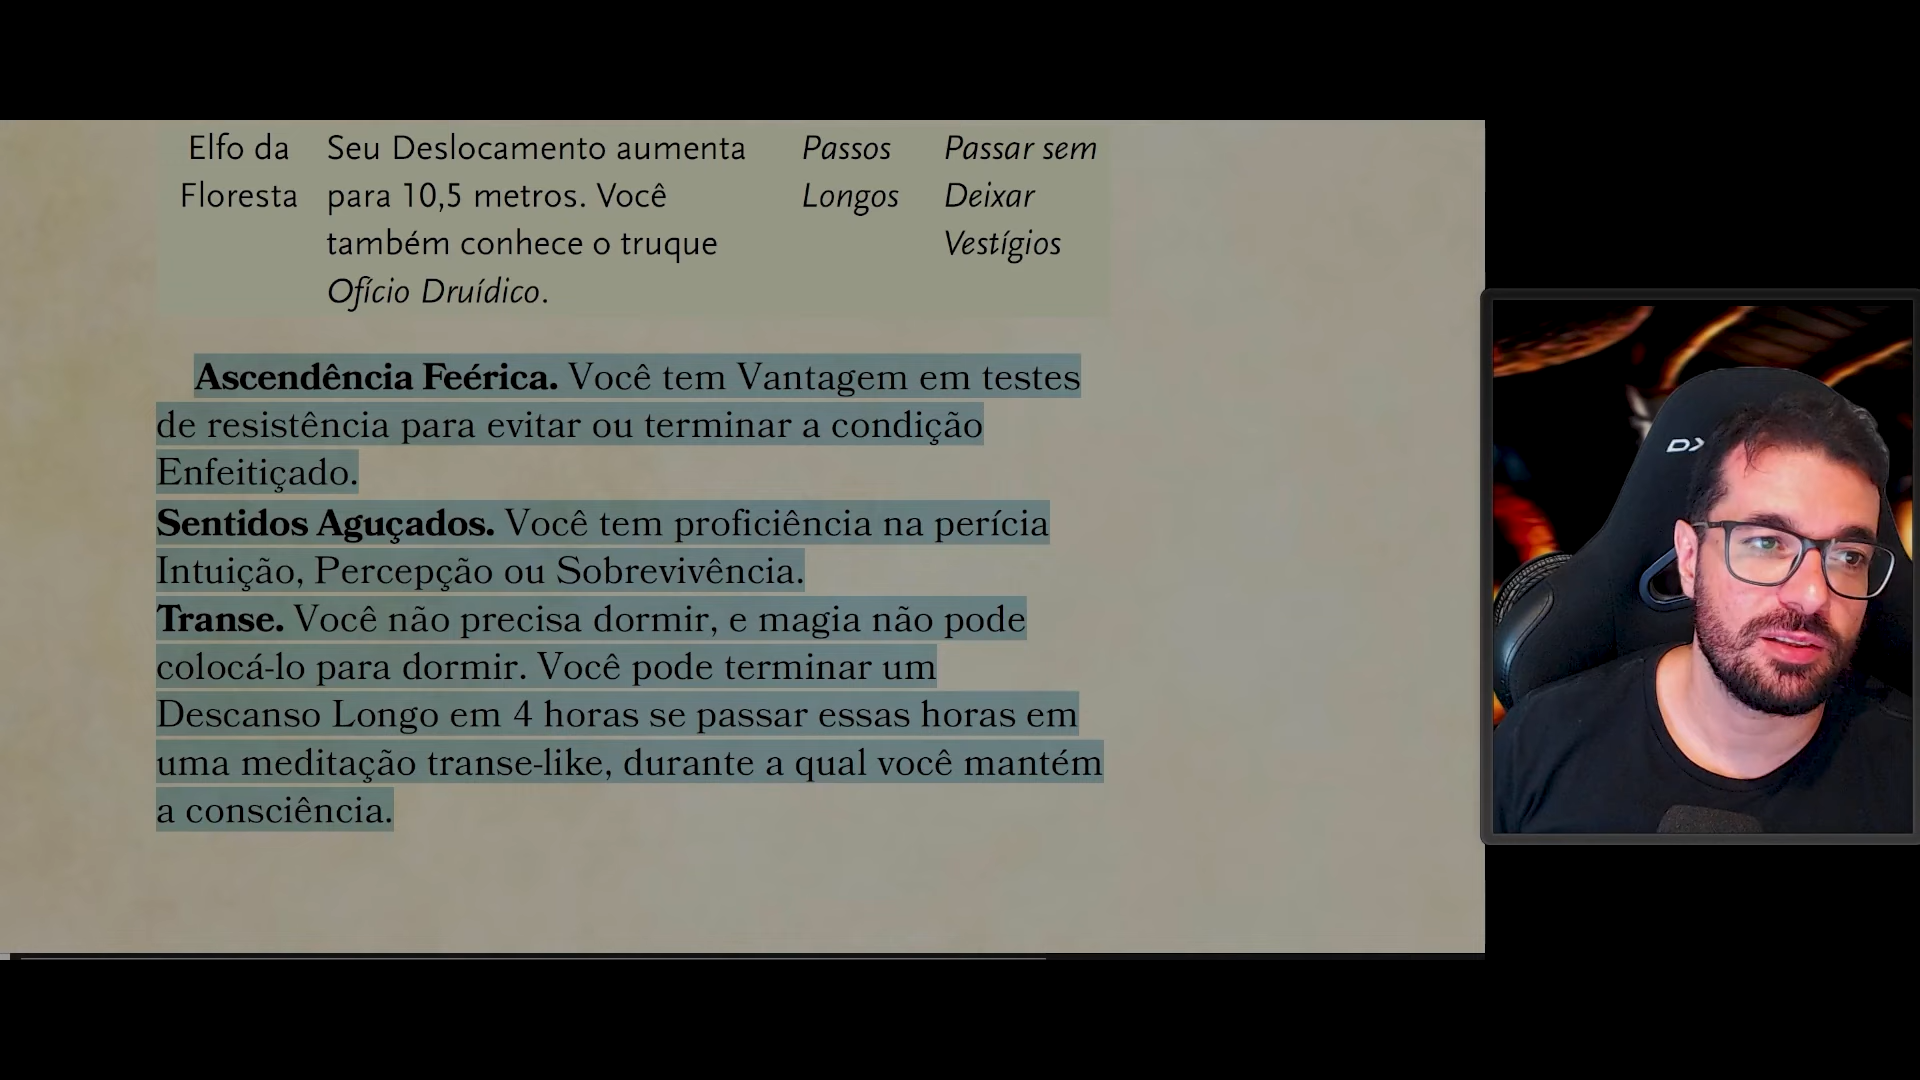 Elfo da Seu Deslocamento aumenta Passos Passar sem
Floresta para 10,5 metros. Você Longos Deixar
também conhece o truque Vestígios
Ofício Druídico.
Ascendência Feérica. Você tem Vantagem em testes
de resistência para evitar ou terminar a condição
Enfeitiçado.
Sentidos Aguçados. Você tem proficiência na perícia
Intuição, Percepção ou Sobrevivência.
Transe. Você não precisa dormir, e magia não pode
colocá-lo para dormir. Você pode terminar um
Descanso Longo em 4 horas se passar essas horas em
uma meditação transe-like, durante a qual você mantém
a consciência.